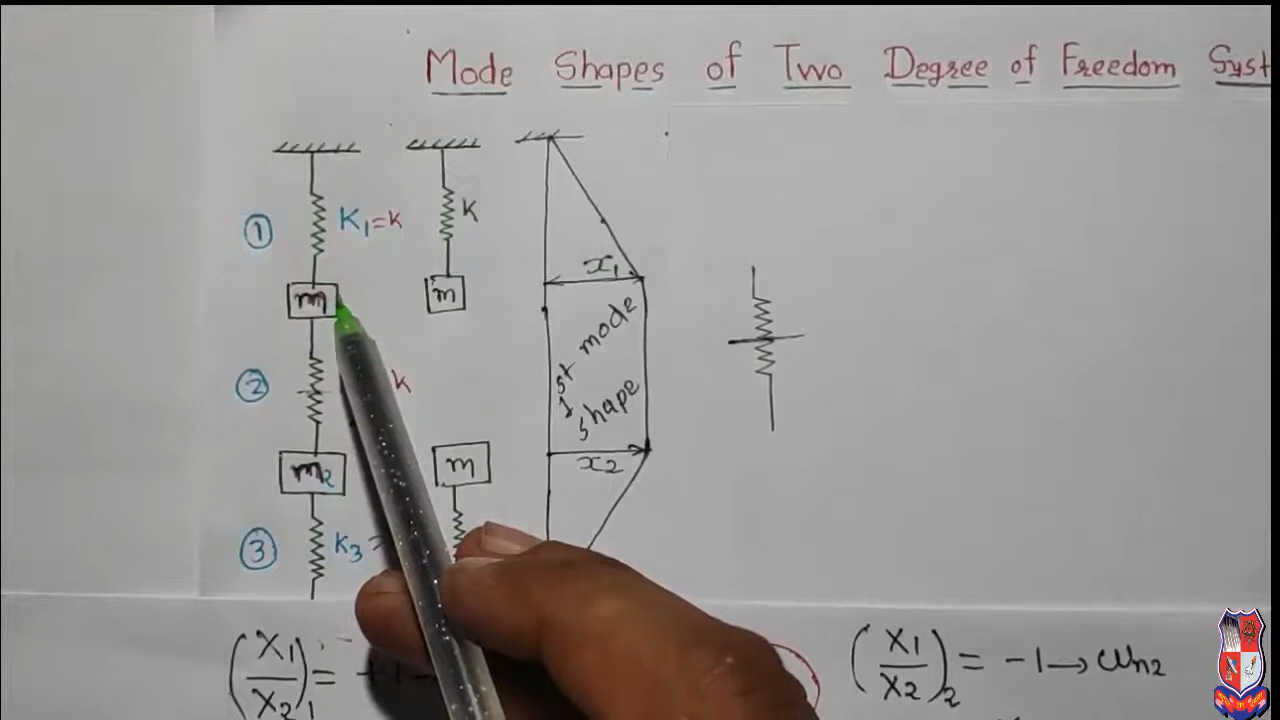 Mode Shapes of Two Degree of Freedom Syst
① K₁=k K
m m
x₁
1st mode shape
② k
m₂ m
x₂
③ K₃ =
(X₁/X₂)₁ = +1 (X₁/X₂)₂ = -1→ωn₂